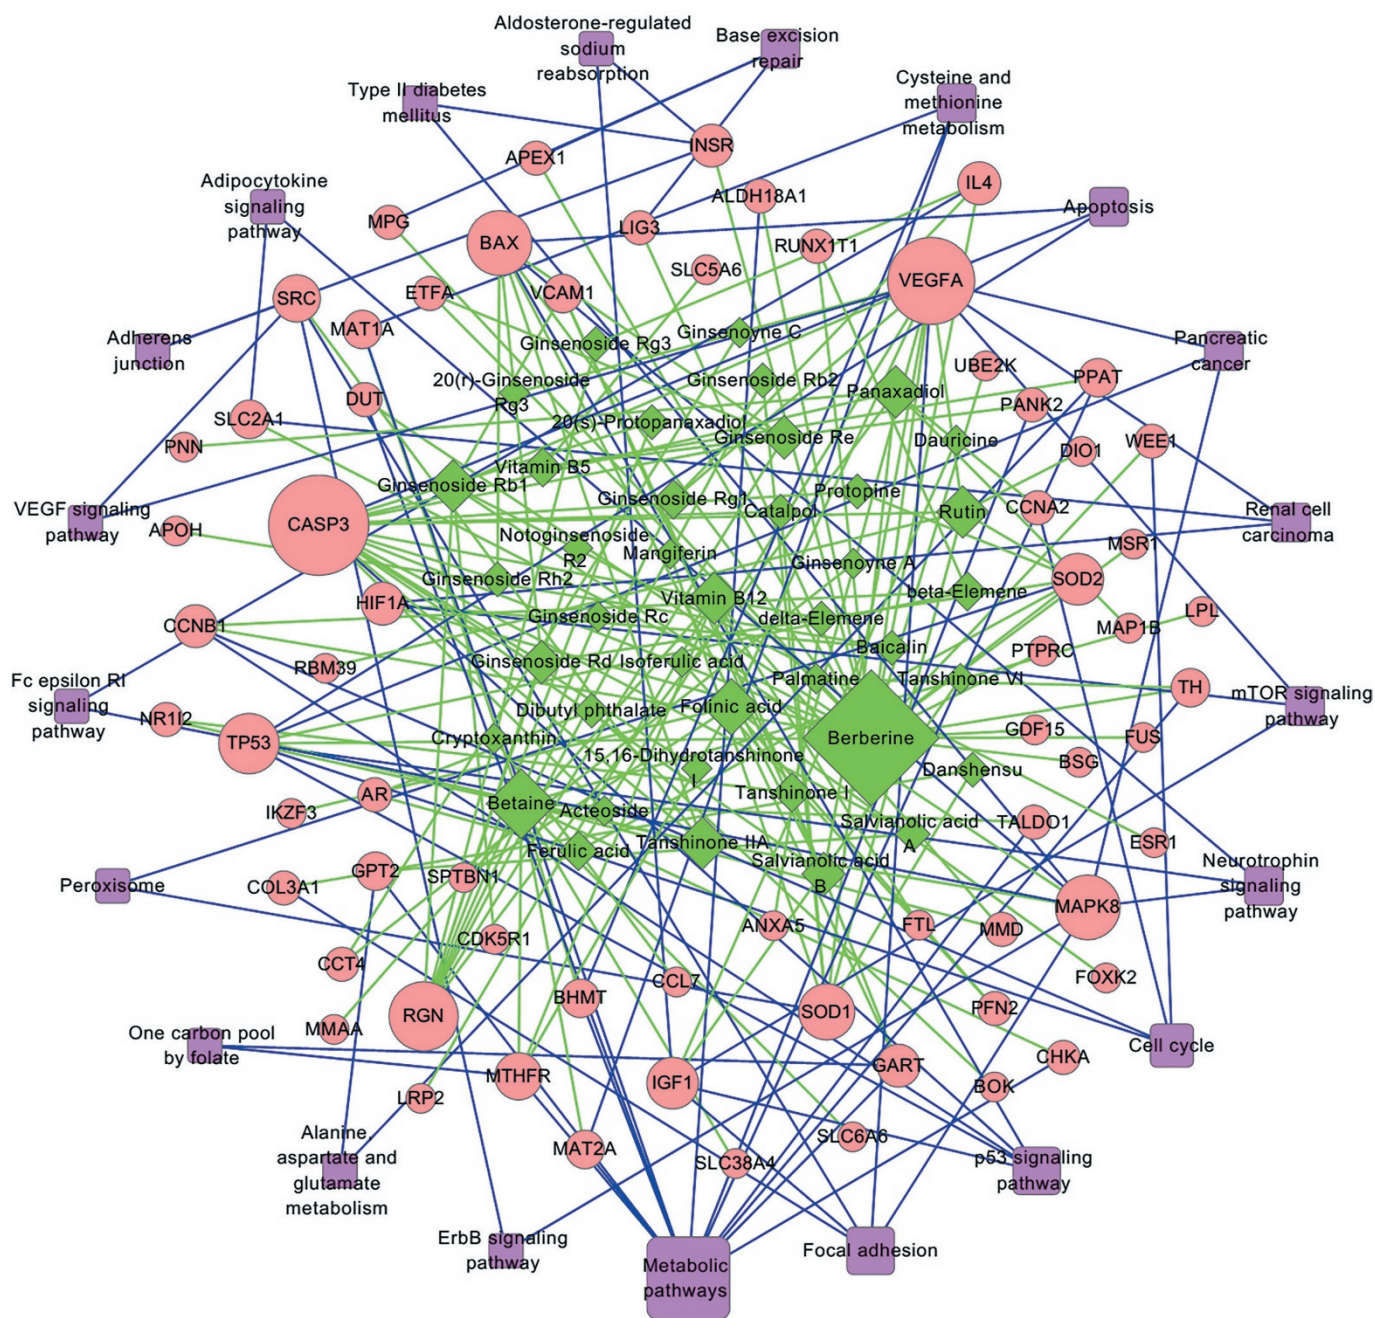 Aldosterone-regulated
sodium
reabsorption
Base excision
repair
Cysteine and
methionine
metabolism
Type II diabetes
mellitus
APEX1
INSR
Adipocytokine
signaling
pathway
MPG
BAX
LIG3
ALDH18A1
IL4
Apoptosis
RUNX1T1
SLC5A6
VEGFA
SRC
ETFA
VCAM1
MAT1A
Adherens
junction
Ginsenoside Rg3
Ginsenoyne C
Pancreatic
cancer
UBE2K
PPAT
20(r)-Ginsenoside
Rg3
Ginsenoside Rb2
Panaxadiol
DUT
SLC2A1
PANK2
PNN
20(s)-Protopanaxadiol
Ginsenoside Re
Dauricine
DIO1
WEE1
Vitamin B5
Ginsenoside Rb1
Ginsenoside Rg1
Protopine
Catalpol
Rutin
CCNA2
VEGF signaling
pathway
APOH
CASP3
Renal cell
carcinoma
Notoginsenoside
R2
Mangiferin
MSR1
Ginsenoside Rh2
Ginsenoyne A
SOD2
HIF1A
Vitamin B12
beta-Elemene
CCNB1
Ginsenoside Rc
delta-Elemene
MAP1B
LPL
RBM39
Ginsenoside Rd
Isoferulic acid
Baicalin
PTPRC
Palmatine
Tanshinone VI
TH
Fc epsilon RI
signaling
pathway
mTOR signaling
pathway
NR1I2
TP53
Dibutyl phthalate
Folinic acid
Berberine
GDF15
FUS
Cryptoxanthin
15,16-Dihydrotanshinone
I
BSG
Danshensu
AR
IKZF3
Betaine
Acteoside
Tanshinone I
Salvianolic acid
A
TALDO1
ESR1
Ferulic acid
Tanshinone IIA
Salvianolic acid
B
Neurotrophin
signaling
pathway
Peroxisome
COL3A1
GPT2
SPTBN1
MAPK8
CDK5R1
ANXA5
FTL
MMD
CCT4
CCL7
FOXK2
MMAA
RGN
BHMT
SOD1
PFN2
One carbon pool
by folate
Cell cycle
MTHFR
IGF1
GART
CHKA
BOK
LRP2
SLC6A6
Alanine,
aspartate and
glutamate
metabolism
MAT2A
SLC38A4
p53 signaling
pathway
ErbB signaling
pathway
Metabolic
pathways
Focal adhesion